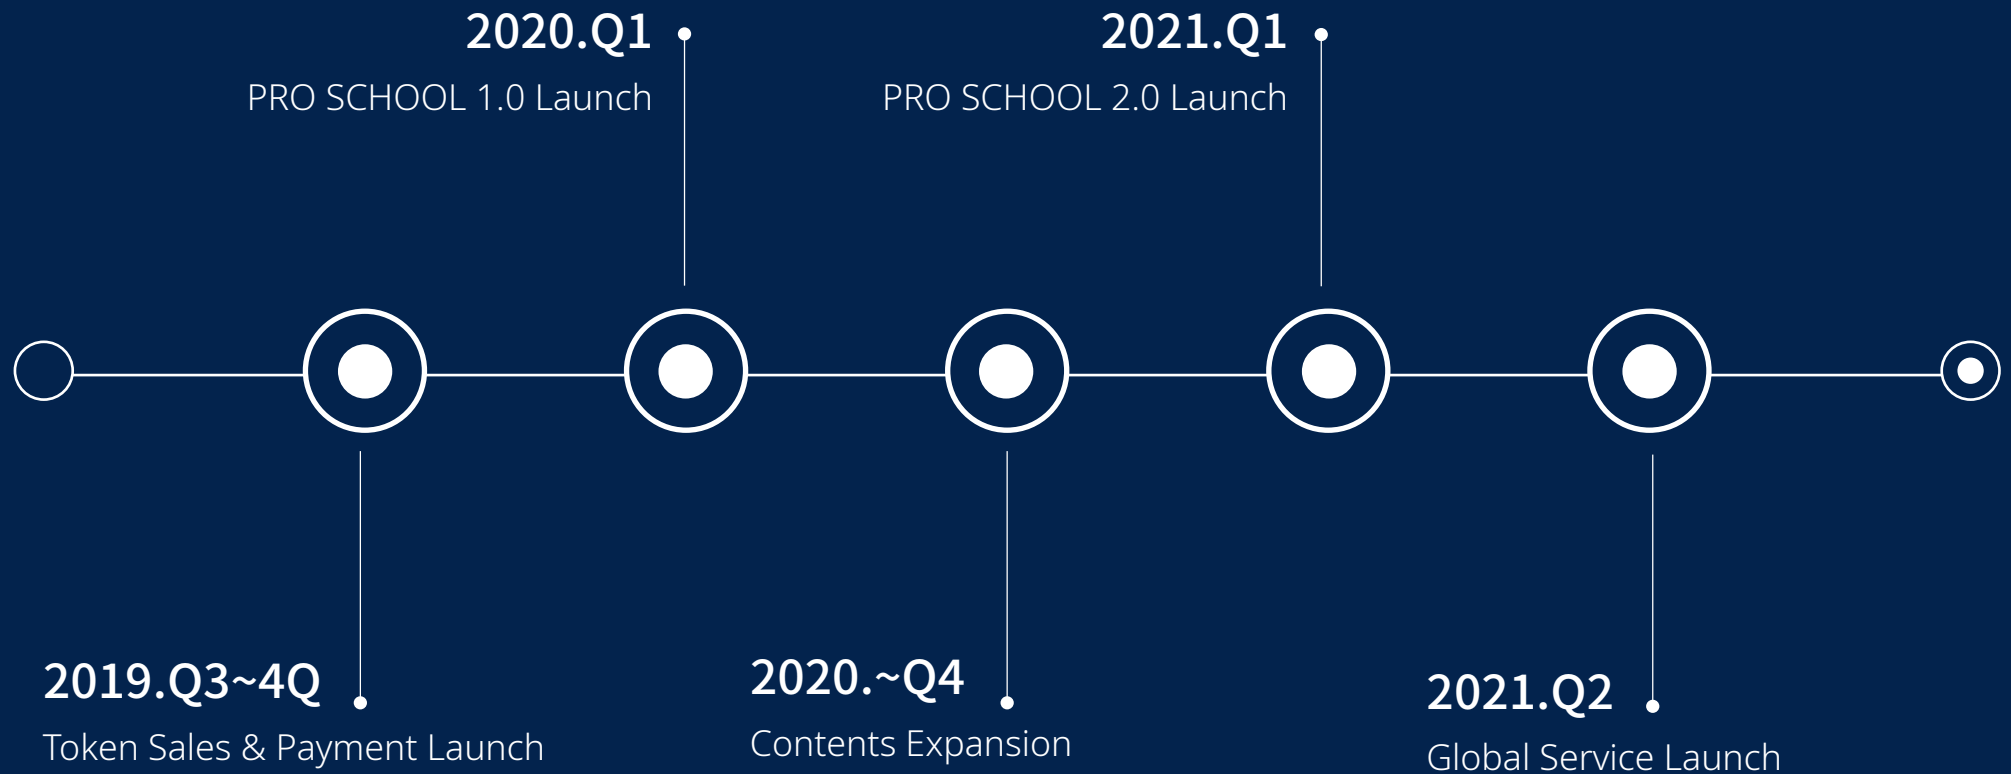 2020.Q1
PRO SCHOOL 1.0 Launch
2021.Q1
PRO SCHOOL 2.0 Launch
2019.Q3~4Q
Token Sales & Payment Launch
2020.~Q4
Contents Expansion
2021.Q2
Global Service Launch